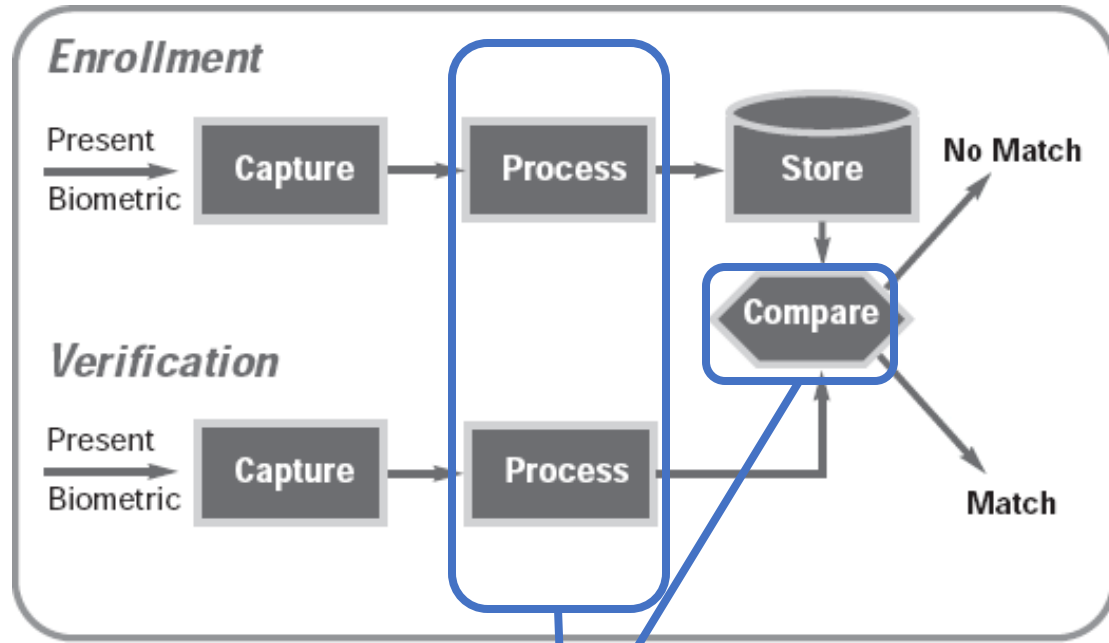 Enrollment
Present
Biometric
Capture
Process
Store
No Match
Compare
Verification
Present
Biometric
Capture
Process
Match